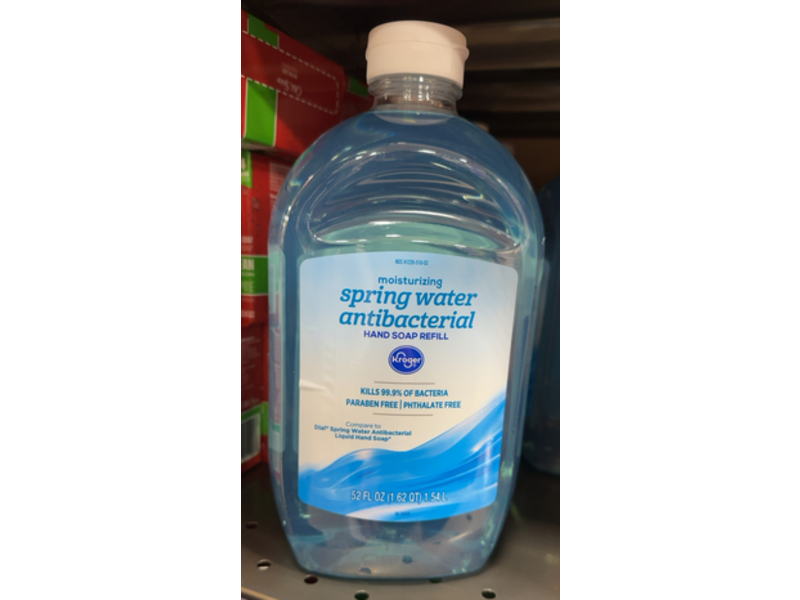 moisturizing
spring water
antibacterial
HAND SOAP REFILL
Kroger
KILLS 99.9% OF BACTERIA
PARABEN FREE | PHTHALATE FREE
Compare to
Dial® Spring Water Antibacterial
Liquid Hand Soap*
52 FL OZ (1.62 QT) 1.54 L